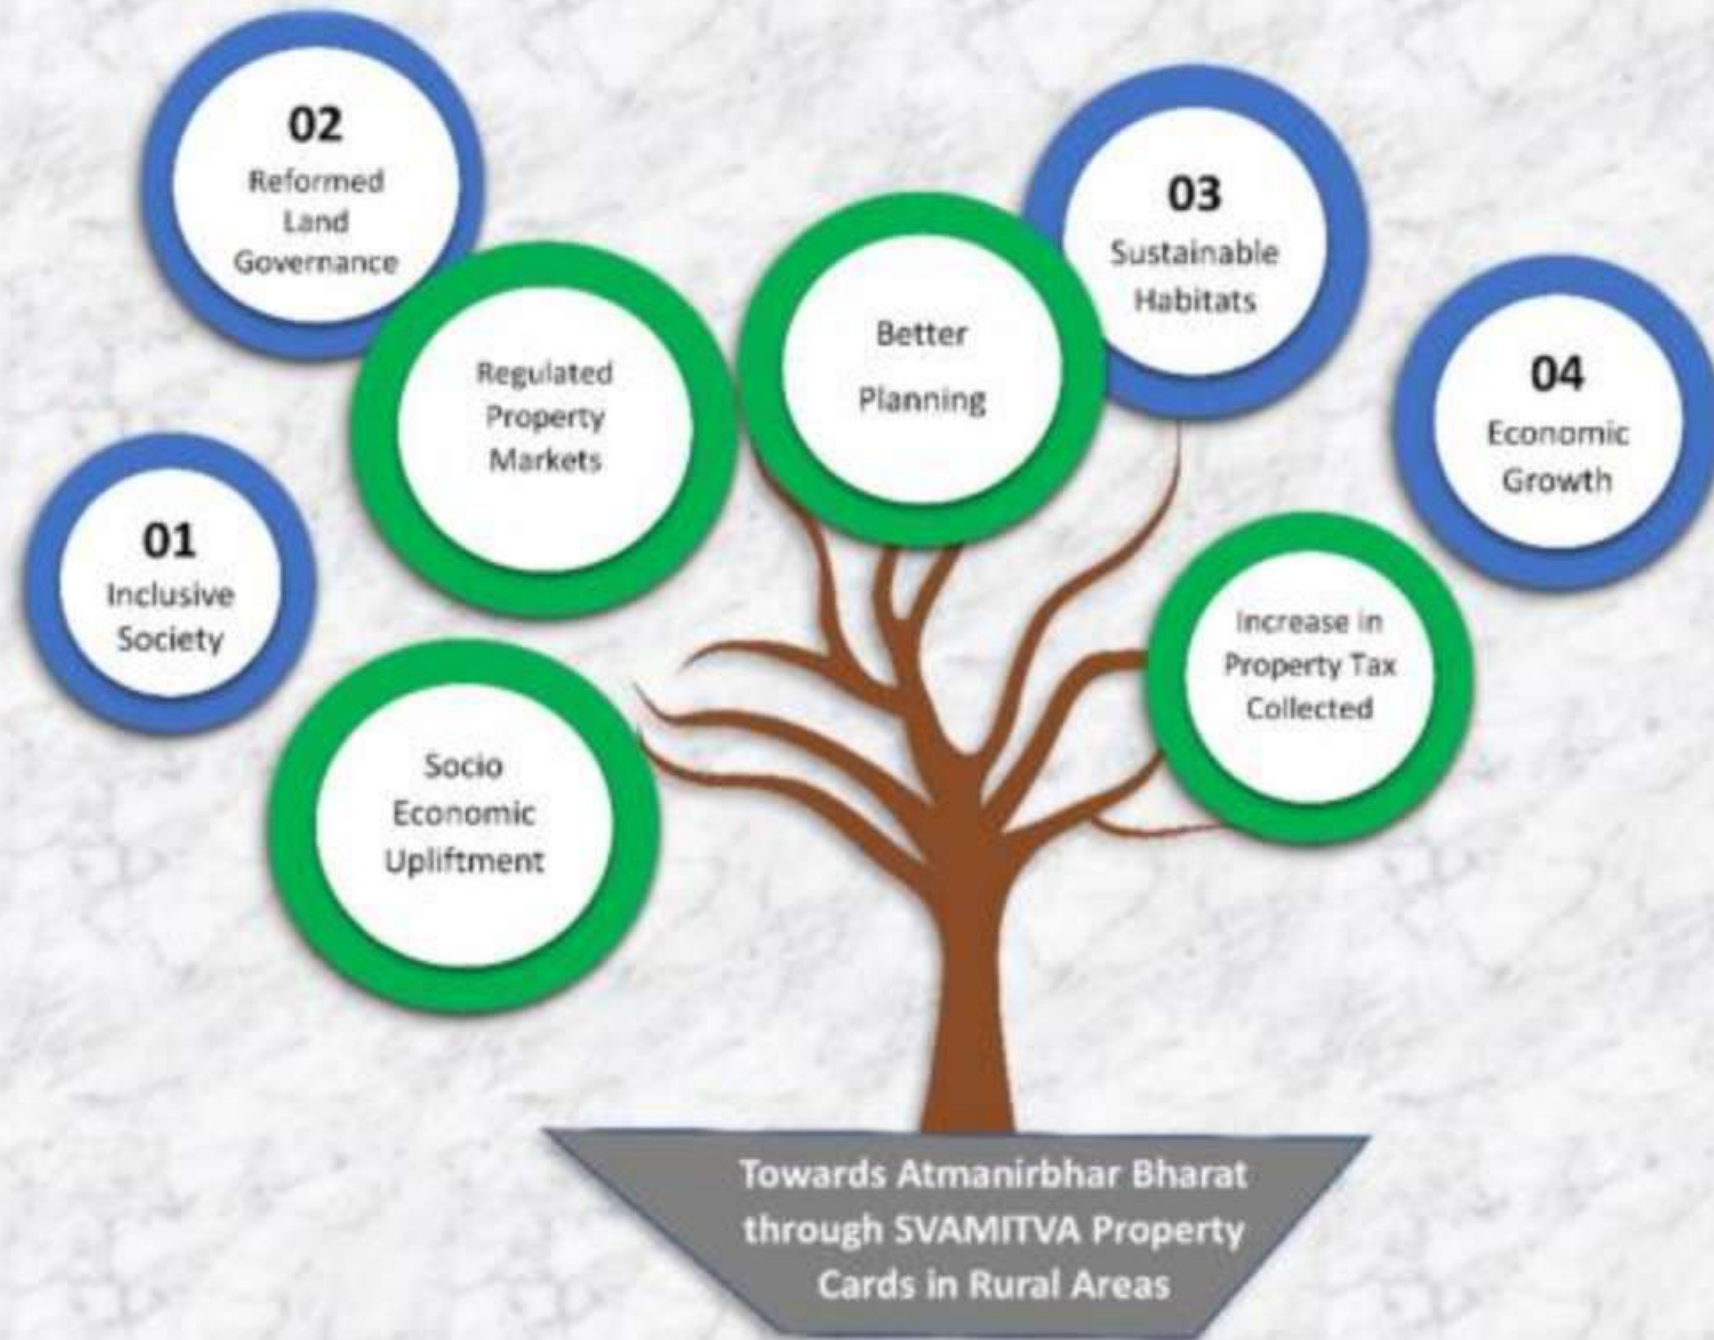 01
Inclusive
Society
02
Reformed
Land
Governance
03
Sustainable
Habitats
04
Economic
Growth
Socio
Economic
Upliftment
Regulated
Property
Markets
Better
Planning
Increase in
Property Tax
Collected
Towards Atmanirbhar Bharat
through SVAMITVA Property
Cards in Rural Areas